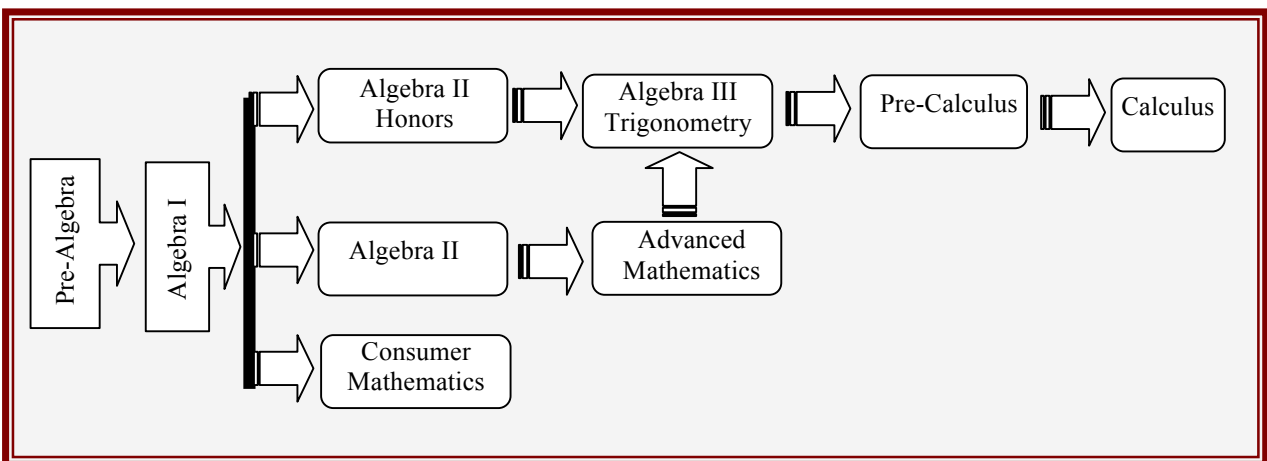 Pre-Algebra
Algebra I
Algebra II
Honors
Algebra III
Trigonometry
Pre-Calculus
Calculus
Algebra II
Advanced
Mathematics
Consumer
Mathematics